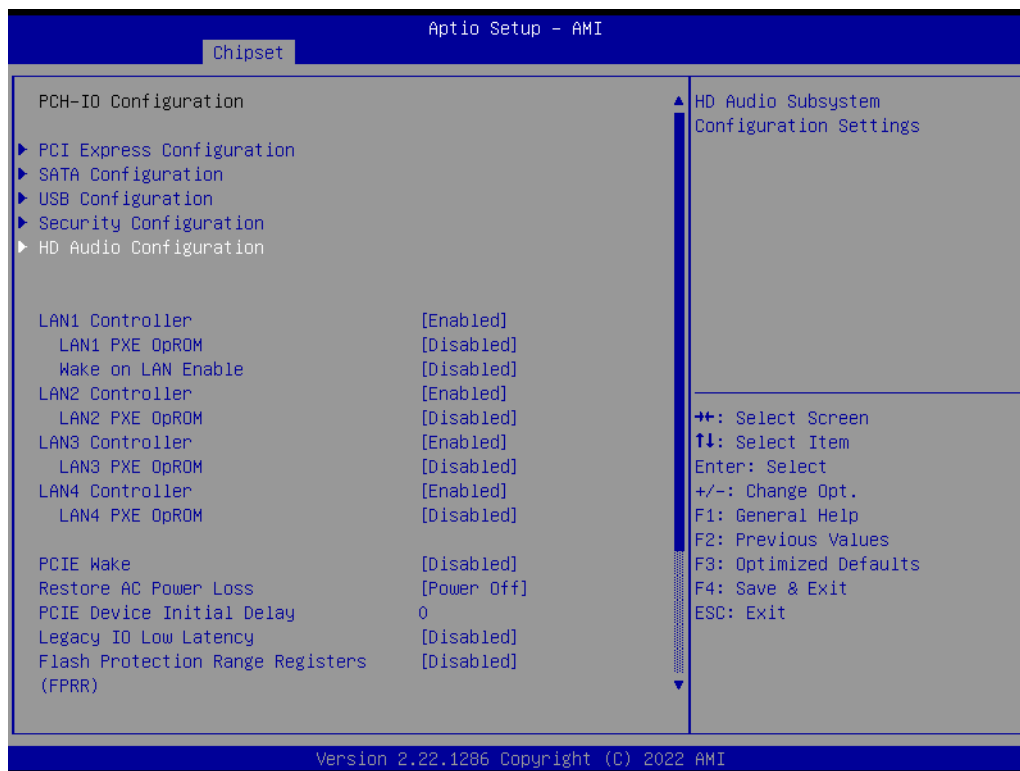 Aptio Setup – AMI
Chipset
PCH-IO Configuration
PCI Express Configuration
SATA Configuration
USB Configuration
Security Configuration
HD Audio Configuration
LAN1 Controller [Enabled]
LAN1 PXE OpROM [Disabled]
Wake on LAN Enable [Disabled]
LAN2 Controller [Enabled]
LAN2 PXE OpROM [Disabled]
LAN3 Controller [Enabled]
LAN3 PXE OpROM [Disabled]
LAN4 Controller [Enabled]
LAN4 PXE OpROM [Disabled]
PCIE Wake [Disabled]
Restore AC Power Loss [Power Off]
PCIE Device Initial Delay 0
Legacy IO Low Latency [Disabled]
Flash Protection Range Registers [Disabled]
(FPRR)
HD Audio Subsystem
Configuration Settings
→←: Select Screen
↑↓: Select Item
Enter: Select
+/-: Change Opt.
F1: General Help
F2: Previous Values
F3: Optimized Defaults
F4: Save & Exit
ESC: Exit
Version 2.22.1286 Copyright (C) 2022 AMI